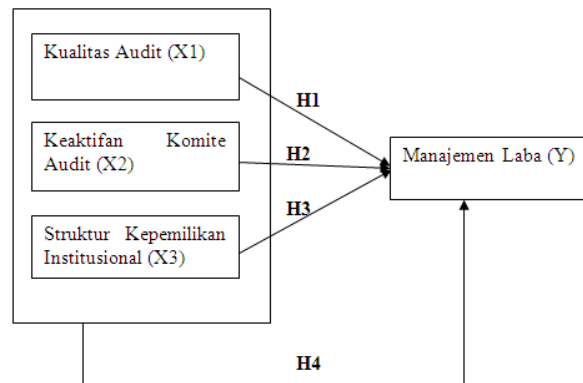 Kualitas Audit (X1)
H1
Keaktifan Komite
Audit (X2)
H2
Manajemen Laba (Y)
H3
Struktur Kepemilikan
Institusional (X3)
H4